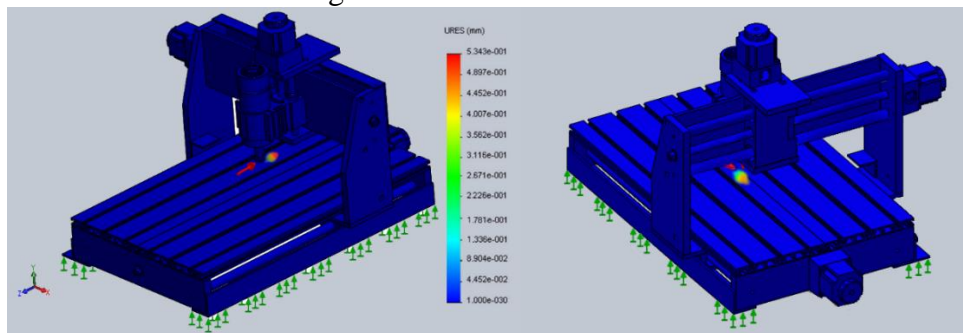 URES (mm)
5.343e-001
4.897e-001
4.452e-001
4.007e-001
3.562e-001
3.116e-001
2.671e-001
2.226e-001
1.781e-001
1.336e-001
8.904e-002
4.452e-002
1.000e-030
Y
Z
X